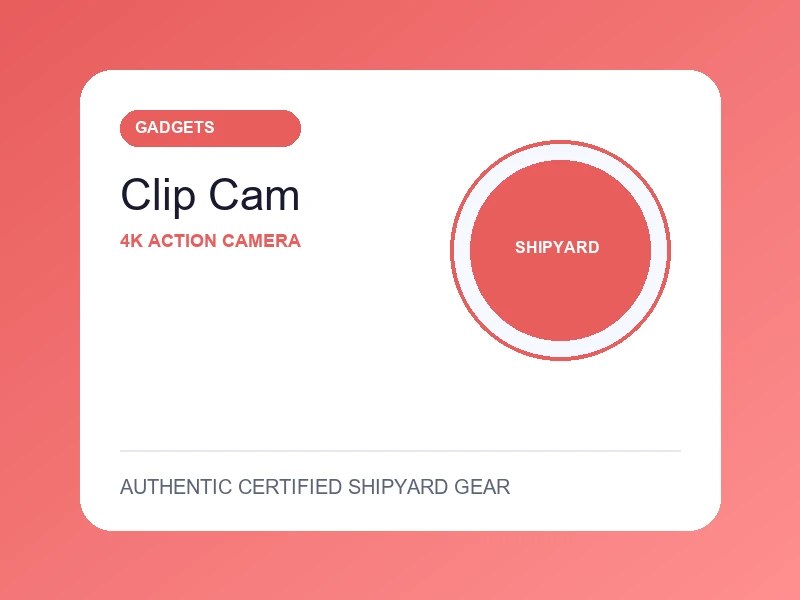 GADGETS
Clip Cam
4K ACTION CAMERA
SHIPYARD
AUTHENTIC CERTIFIED SHIPYARD GEAR